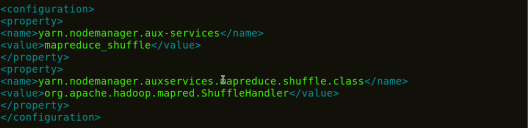 <configuration>
<property>
<name>yarn.nodemanager.aux-services</name>
<value>mapreduce_shuffle</value>
</property>
<property>
<name>yarn.nodemanager.auxservices.mapreduce.shuffle.class</name>
<value>org.apache.hadoop.mapred.ShuffleHandler</value>
</property>
</configuration>